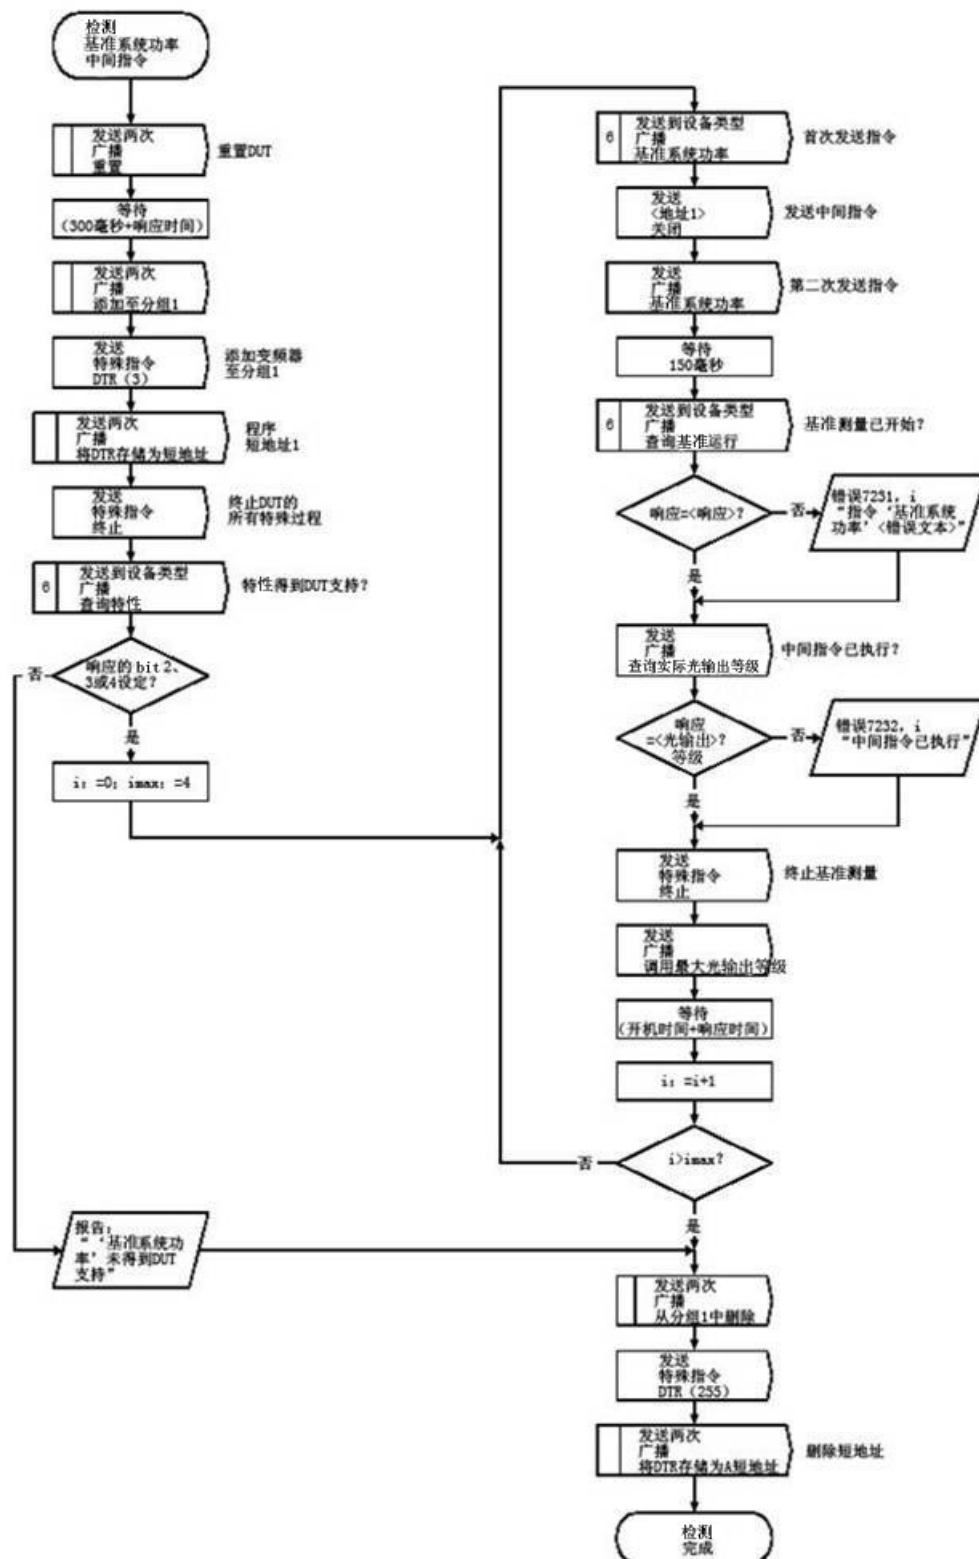 检测
基准系统功率
中间指令
发送两次
广播
重置
重置DUT
等待
(300毫秒+响应时间)
发送两次
广播
添加至分组1
发送
特殊指令
DTR(3)
添加变频器
至分组1
发送两次
广播
将DTR存储为短地址
程序
短地址1
发送
特殊指令
终止
终止DUT的
所有特殊过程
6
发送到设备类型
广播
查询特性
特性得到DUT支持?
响应的bit 2、
3或4设定?
否
是
i:=0; imax:=4
报告:
“‘基准系统功
率’未得到DUT
支持”
6
发送到设备类型
广播
基准系统功率
首次发送指令
发送
<地址1>
关闭
发送中间指令
发送
广播
基准系统功率
第二次发送指令
等待
150毫秒
6
发送到设备类型
广播
查询基准运行
基准测量已开始?
响应=<响应>?
否
错误7231, i
“指令‘基准系统
功率’<错误文本>”
是
发送
广播
查询实际光输出等级
中间指令已执行?
响应
=<光输出>?
等级
否
错误7232, i
“中间指令已执行”
是
发送
特殊指令
终止
终止基准测量
发送
广播
调用最大光输出等级
等待
(开机时间+响应时间)
i:=i+1
i>imax?
否
是
发送两次
广播
从分组1中删除
发送
特殊指令
DTR(255)
发送两次
广播
将DTR存储为A短地址
删除短地址
检测
完成